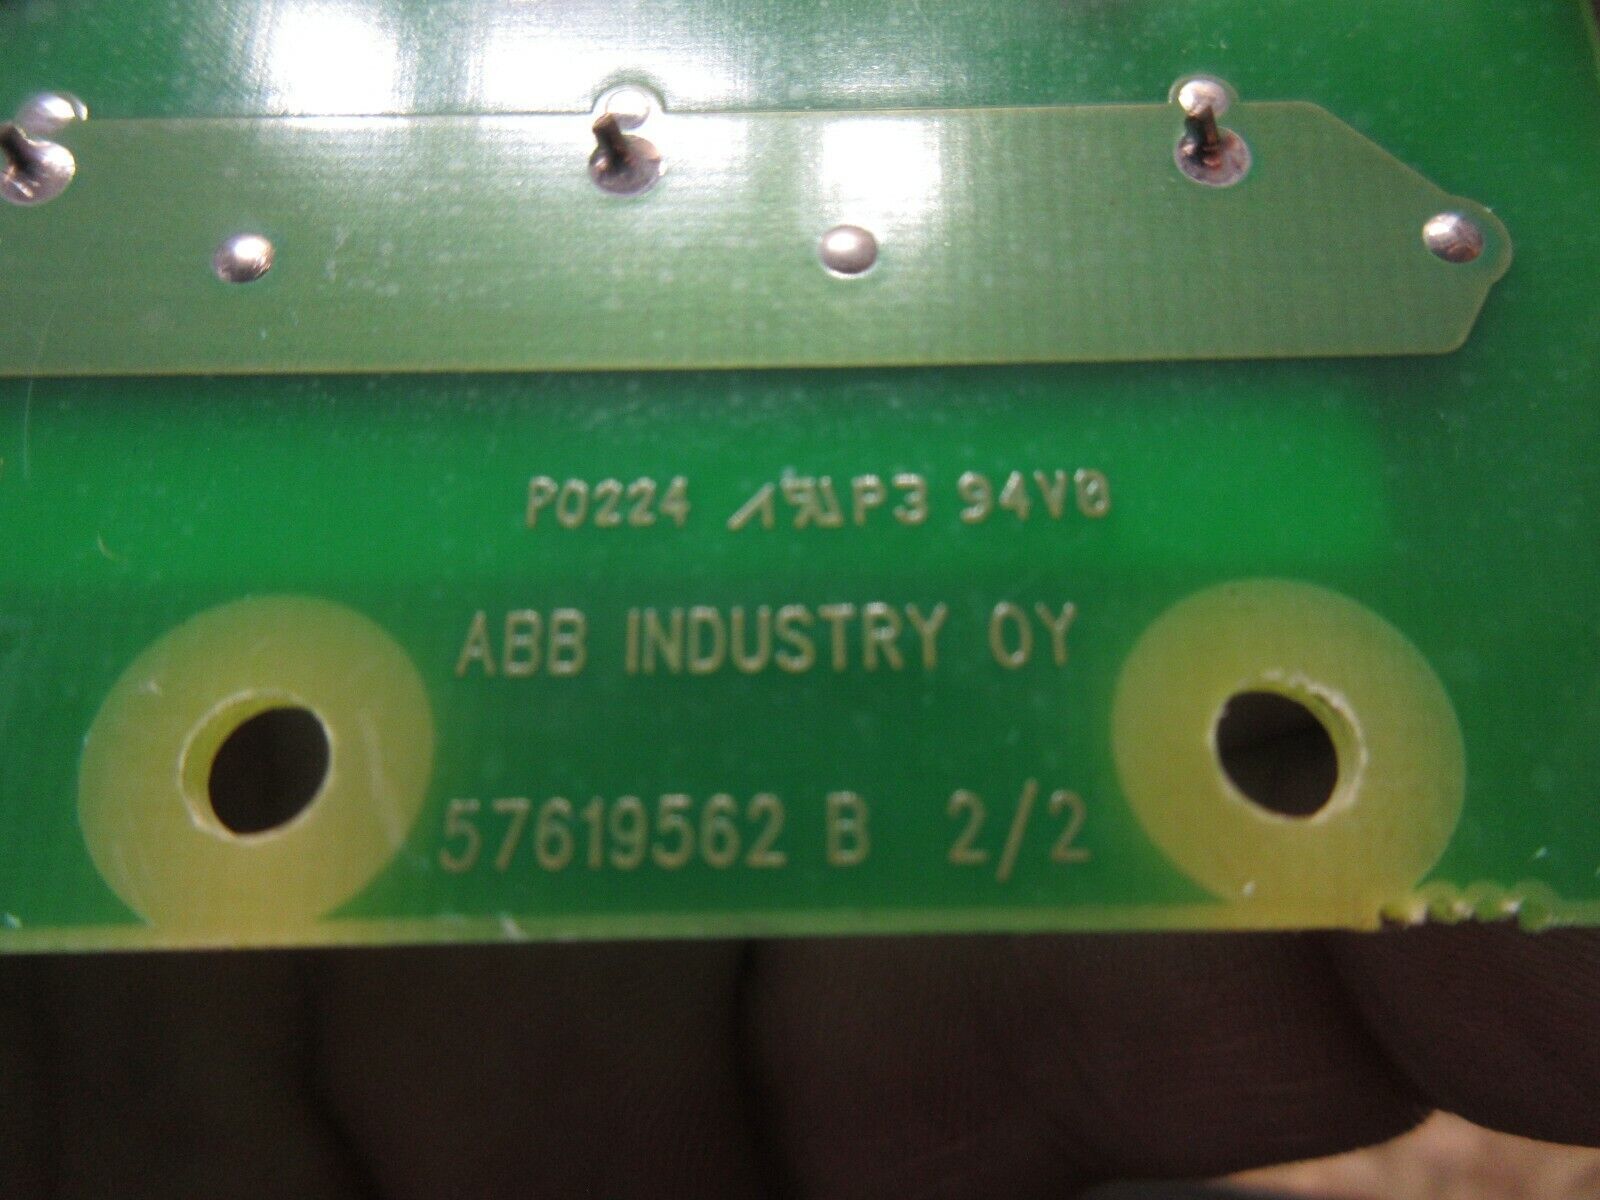 P0224 P3 94V0
ABB INDUSTRY OY
57619562 B 2/2